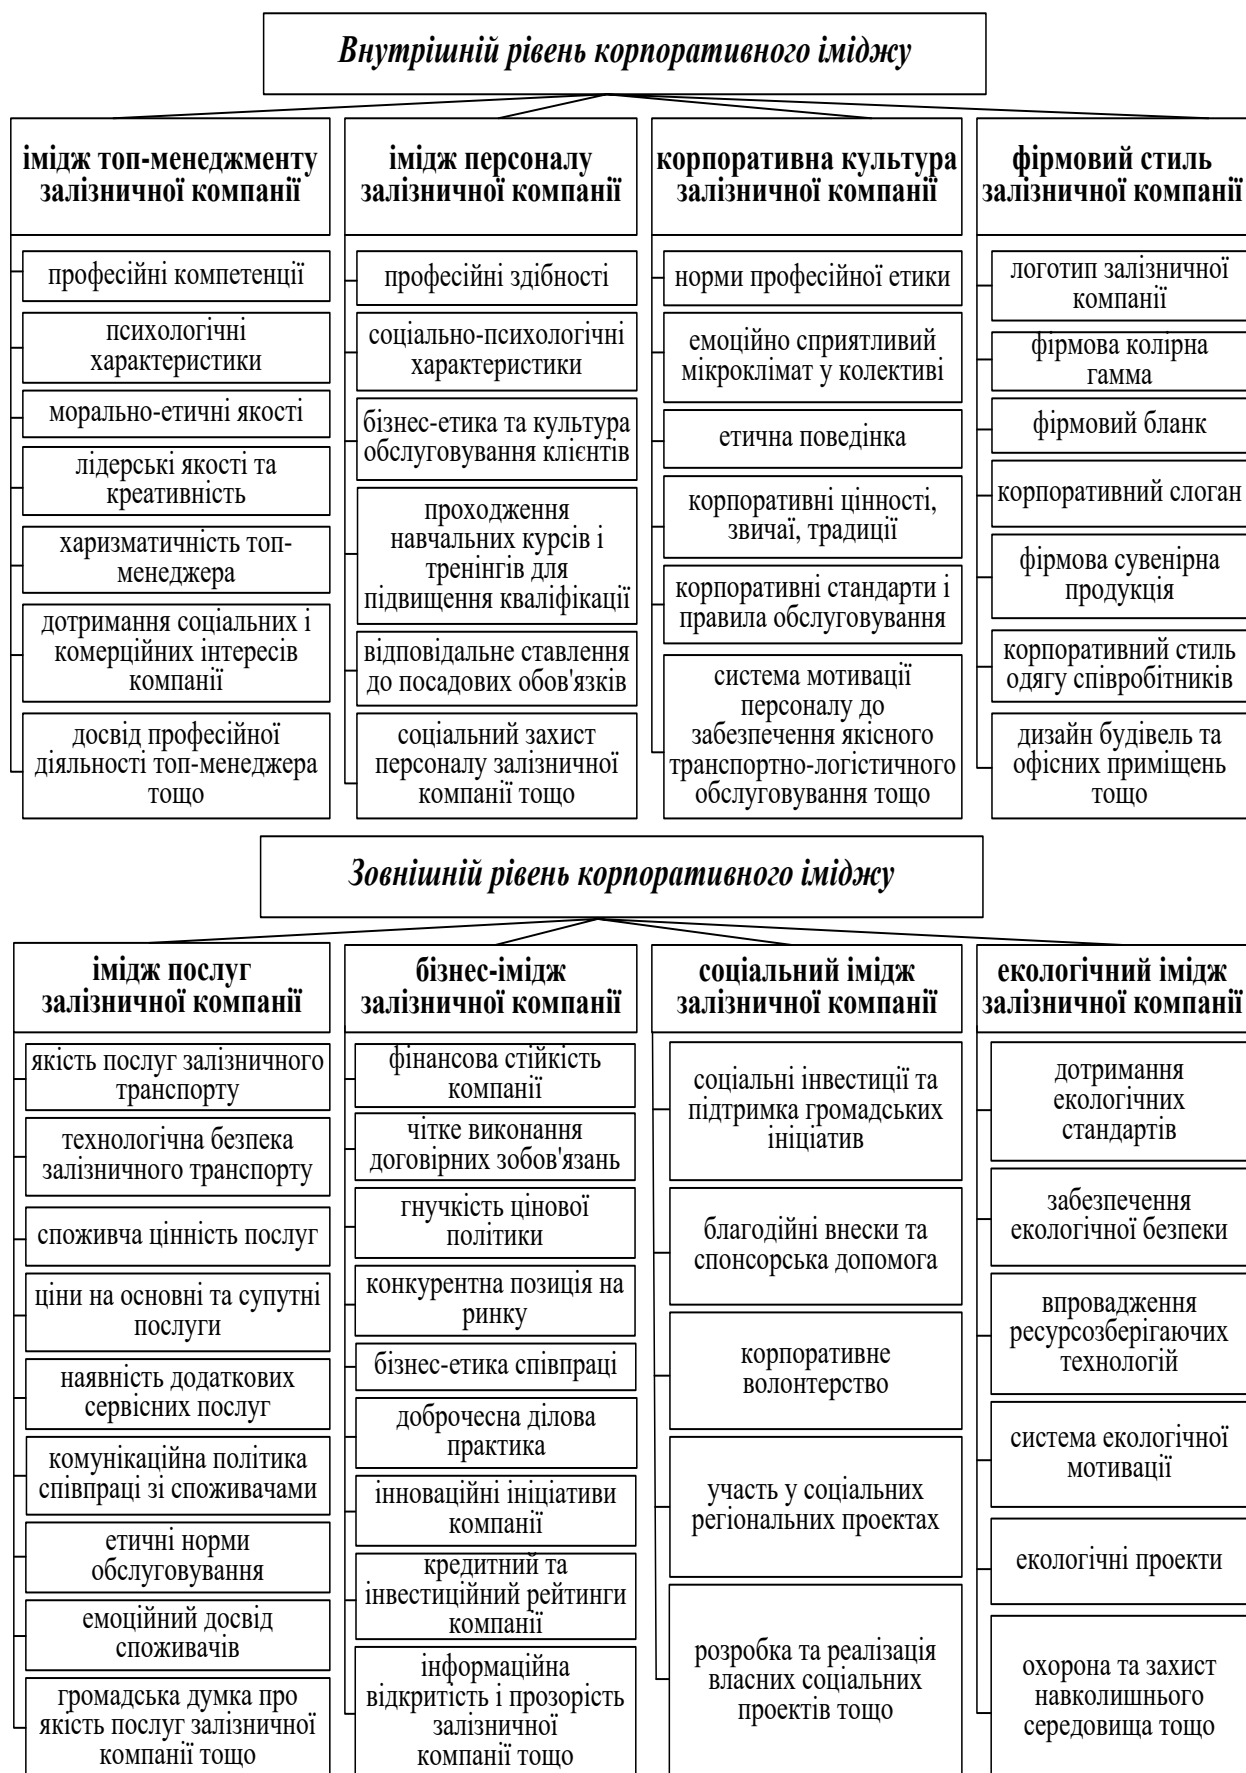 Внутрішній рівень корпоративного іміджу
імідж топ-менеджменту
залізничної компанії
професійні компетенції
психологічні
характеристики
морально-етичні якості
лідерські якості та
креативність
харизматичність топ-
менеджера
дотримання соціальних і
комерційних інтересів
компанії
досвід професійної
діяльності топ-менеджера
тощо
імідж персоналу
залізничної компанії
професійні здібності
соціально-психологічні
характеристики
бізнес-етика та культура
обслуговування клієнтів
проходження
навчальних курсів і
тренінгів для
підвищення кваліфікації
відповідальне ставлення
до посадових обов'язків
соціальний захист
персоналу залізничної
компанії тощо
корпоративна культура
залізничної компанії
норми професійної етики
емоційно сприятливий
мікроклімат у колективі
етична поведінка
корпоративні цінності,
звичаї, традиції
корпоративні стандарти і
правила обслуговування
система мотивації
персоналу до
забезпечення якісного
транспортно-логістичного
обслуговування тощо
фірмовий стиль
залізничної компанії
логотип залізничної
компанії
фірмова колірна
гамма
фірмовий бланк
корпоративний слоган
фірмова сувенірна
продукція
корпоративний стиль
одягу співробітників
дизайн будівель та
офісних приміщень
тощо
Зовнішній рівень корпоративного іміджу
імідж послуг
залізничної компанії
якість послуг залізничного
транспорту
технологічна безпека
залізничного транспорту
споживча цінність послуг
ціни на основні та супутні
послуги
наявність додаткових
сервісних послуг
комунікаційна політика
співпраці зі споживачами
етичні норми
обслуговування
емоційний досвід
споживачів
громадська думка про
якість послуг залізничної
компанії тощо
бізнес-імідж
залізничної компанії
фінансова стійкість
компанії
чітке виконання
договірних зобов'язань
гнучкість цінової
політики
конкурентна позиція на
ринку
бізнес-етика співпраці
доброчесна ділова
практика
інноваційні ініціативи
компанії
кредитний та
інвестиційний рейтинги
компанії
інформаційна
відкритість і прозорість
залізничної
компанії тощо
соціальний імідж
залізничної компанії
соціальні інвестиції та
підтримка громадських
ініціатив
благодійні внески та
спонсорська допомога
корпоративне
волонтерство
участь у соціальних
регіональних проектах
розробка та реалізація
власних соціальних
проектів тощо
екологічний імідж
залізничної компанії
дотримання
екологічних
стандартів
забезпечення
екологічної безпеки
впровадження
ресурсозберігаючих
технологій
система екологічної
мотивації
екологічні проекти
охорона та захист
навколишнього
середовища тощо